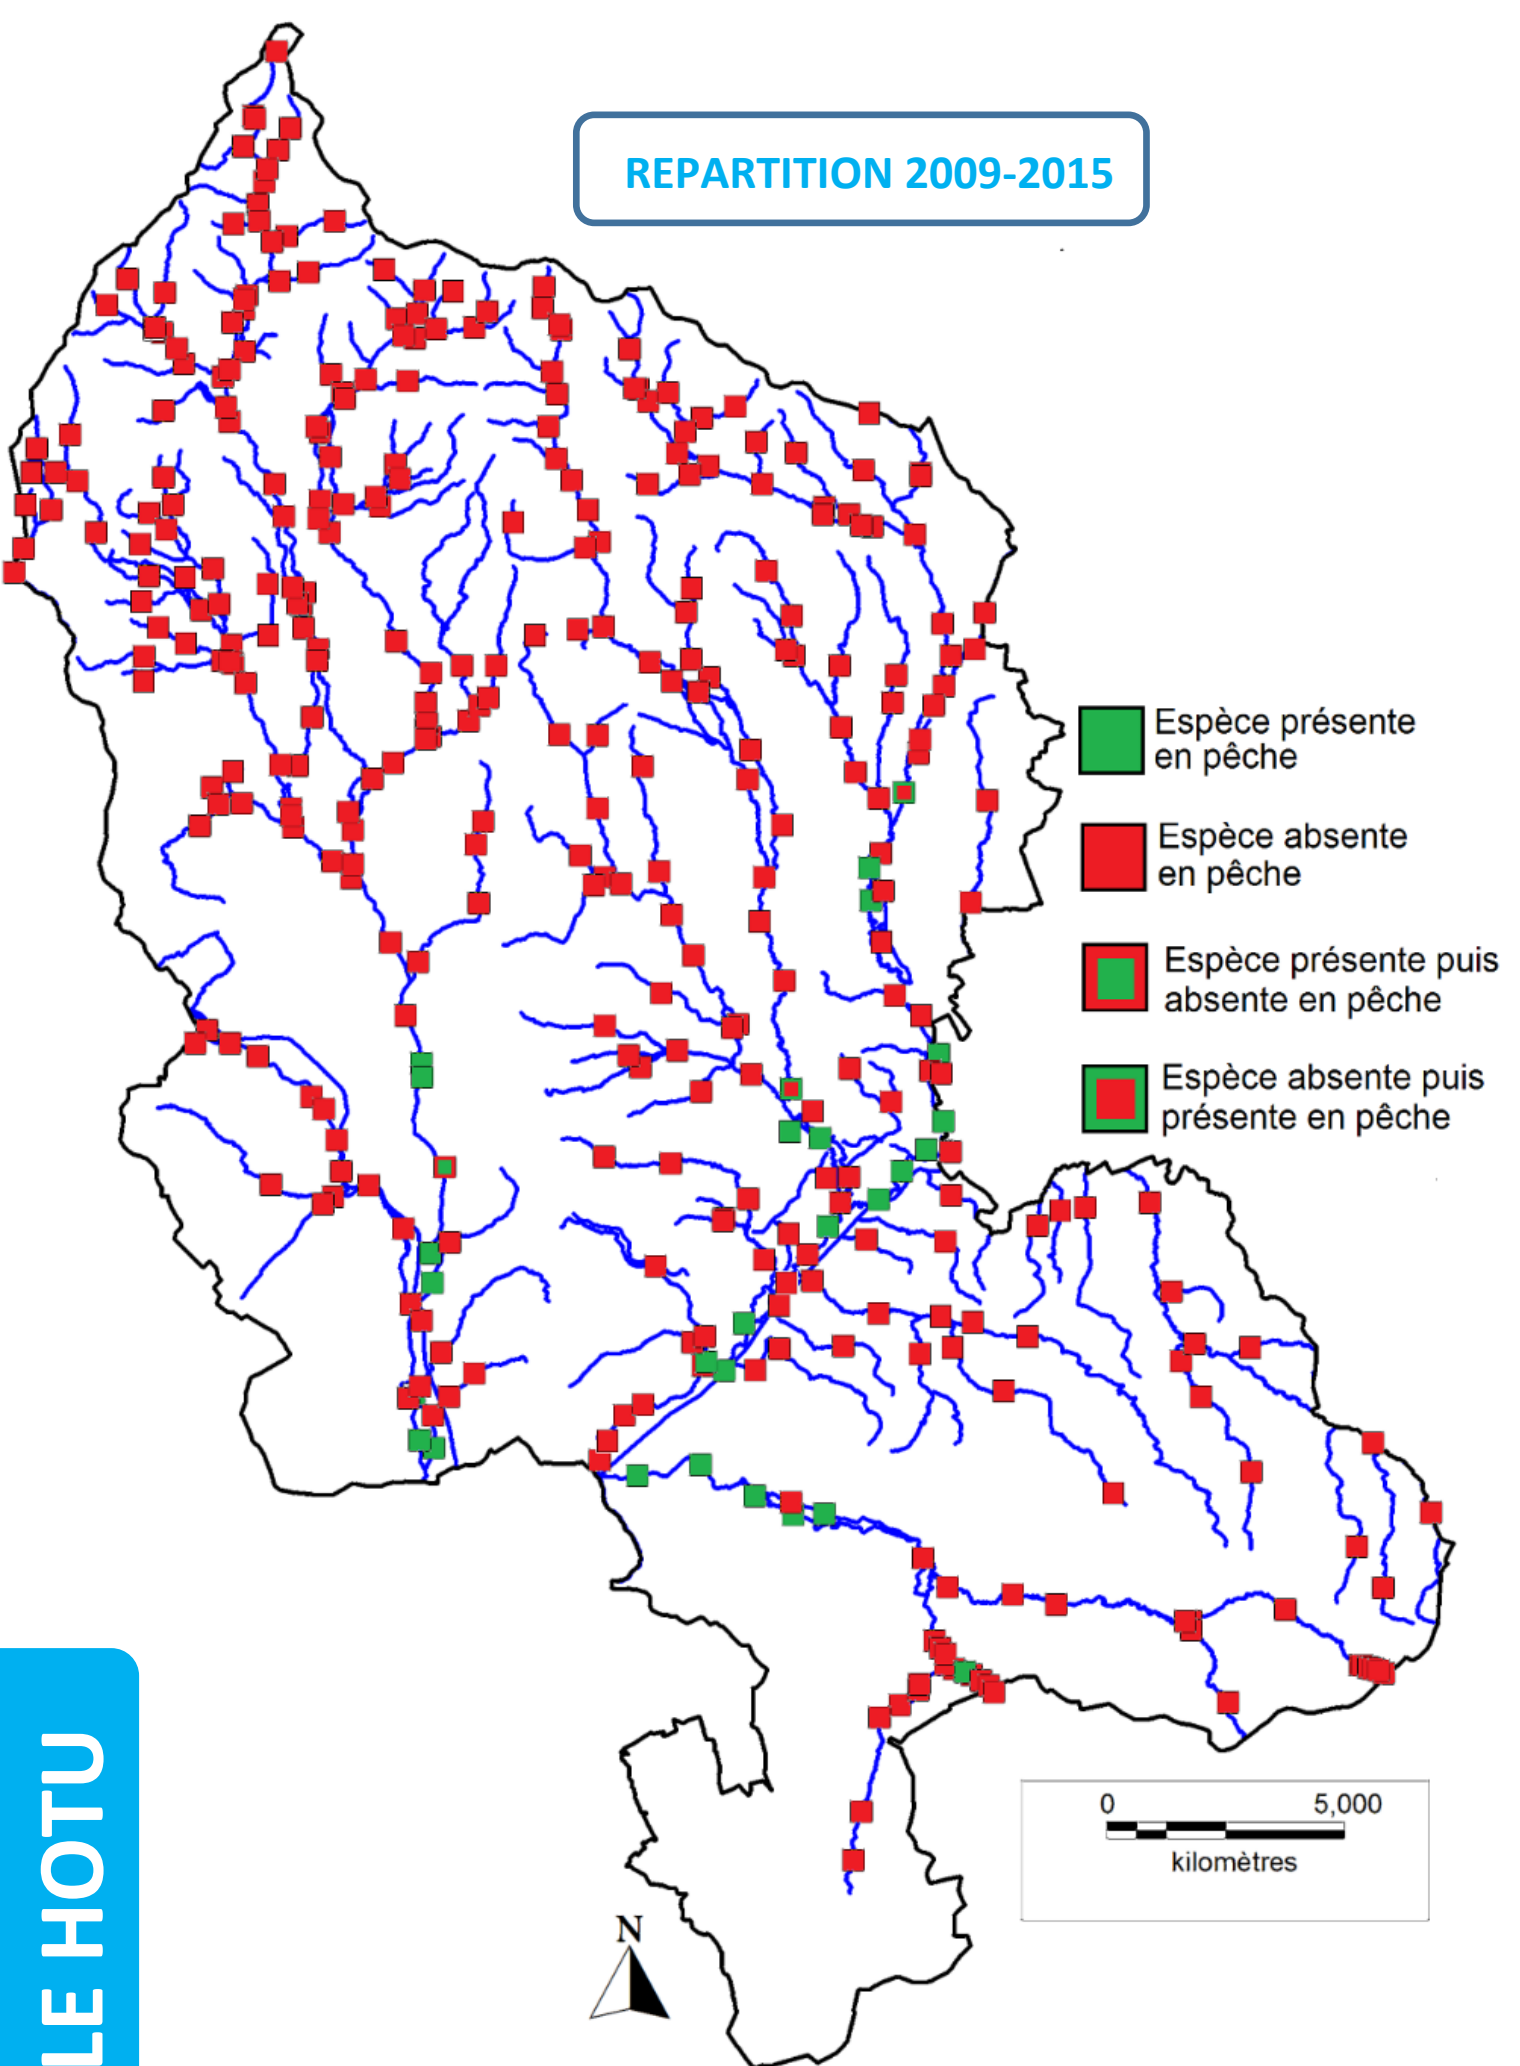 REPARTITION 2009-2015
Espèce présente
en pêche
Espèce absente
en pêche
Espèce présente puis
absente en pêche
Espèce absente puis
présente en pêche
LE HOTU
0 5,000
kilomètres
N